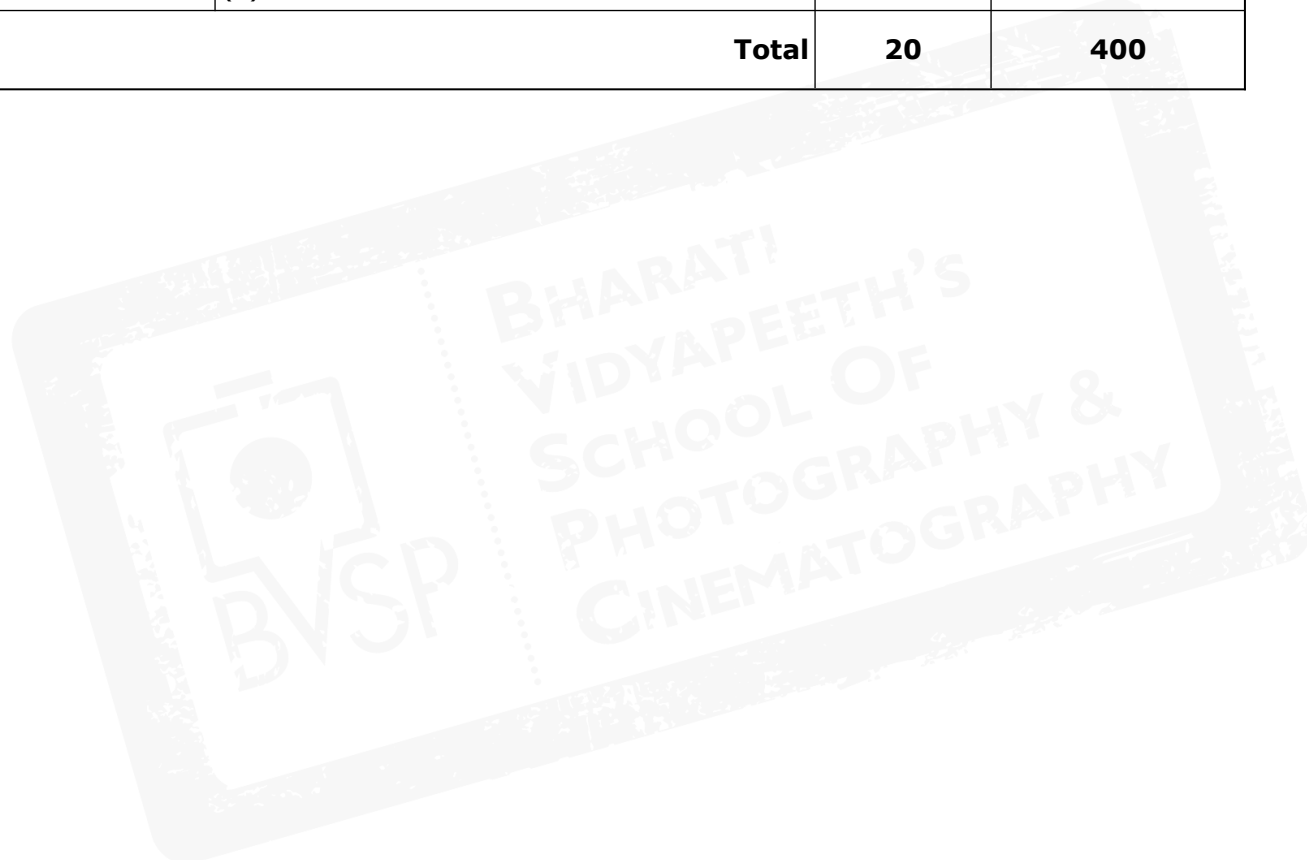 Total 20 400
BHARATI
VIDYAPEETH'S
SCHOOL OF
PHOTOGRAPHY &
CINEMATOGRAPHY
BVSP